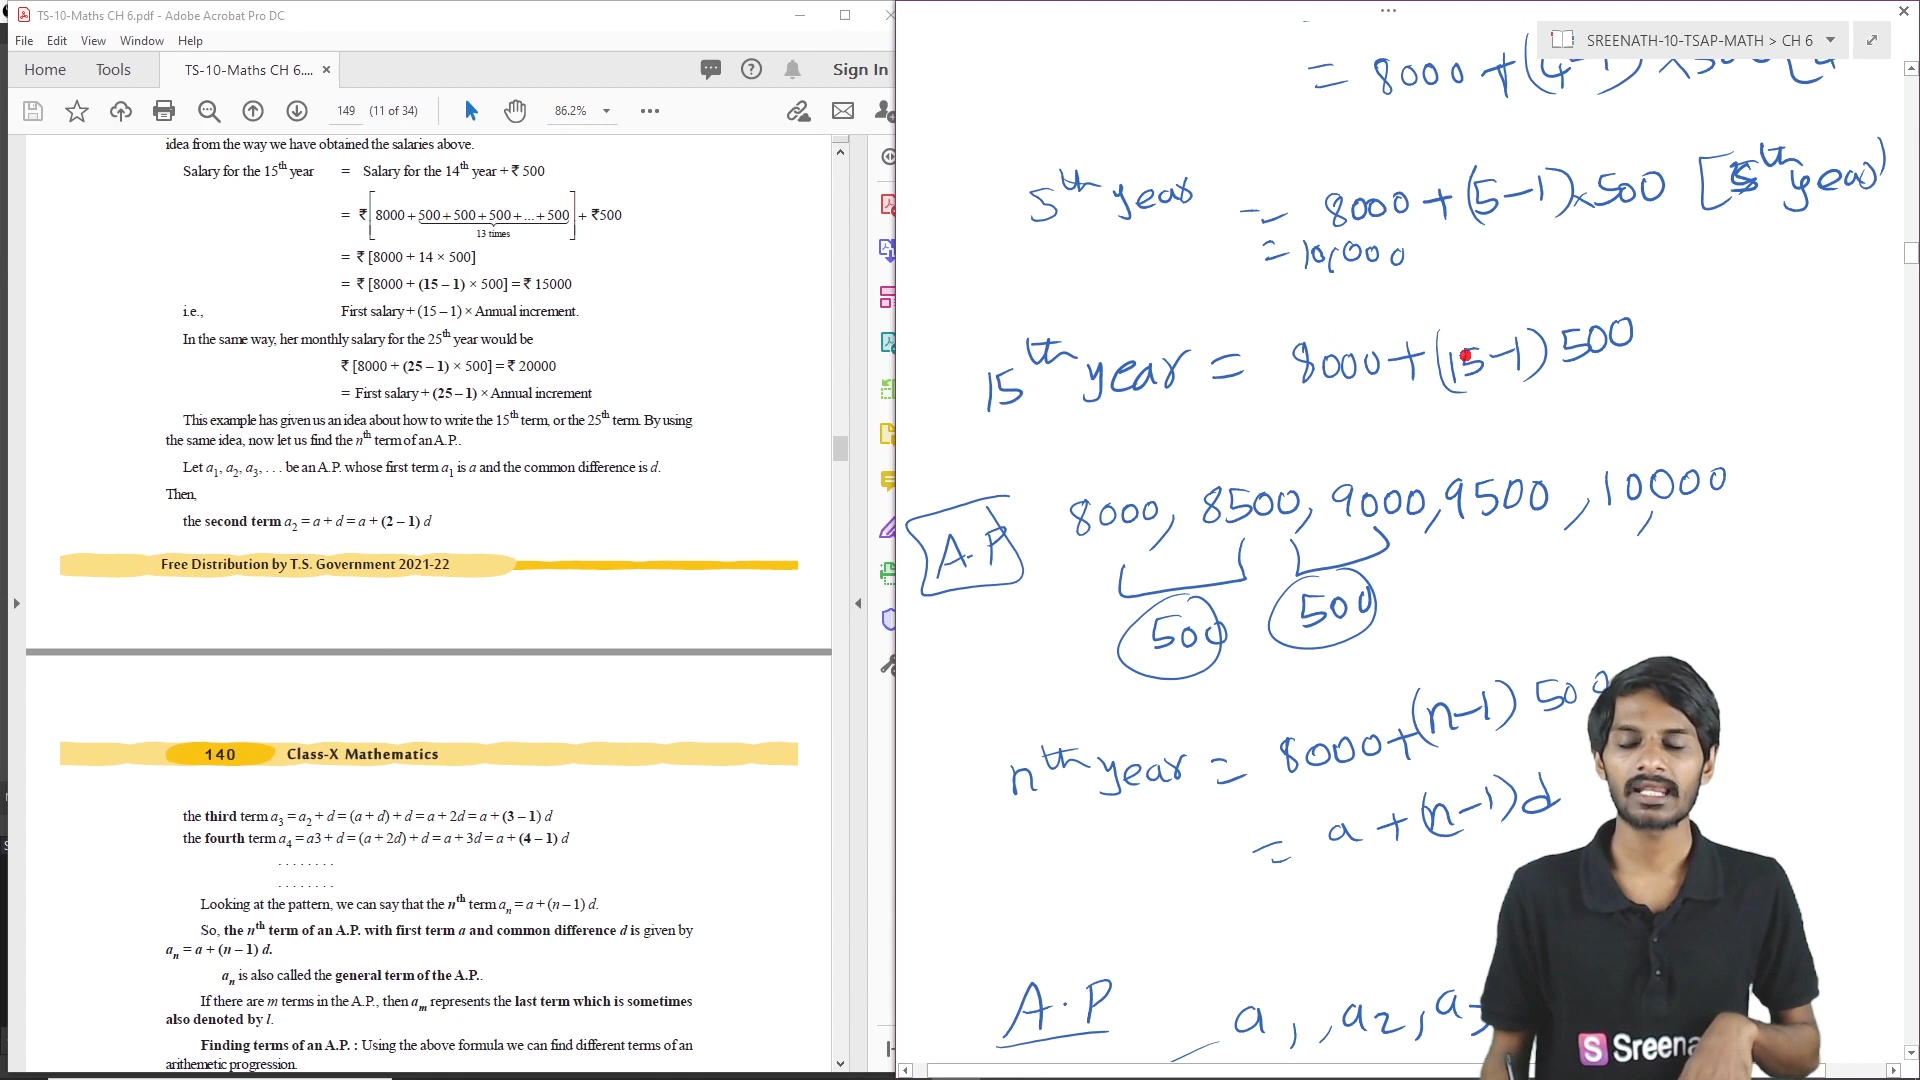 TS-10-Maths CH 6.pdf - Adobe Acrobat Pro DC
File Edit View Window Help
Home Tools TS-10-Maths CH 6.... × Sign In
149 (11 of 34) 86.2%
idea from the way we have obtained the salaries above.
Salary for the 15th year = Salary for the 14th year + ₹ 500
= ₹ [8000 + 500 + 500 + 500 + ... + 500] + ₹500
13 times
= ₹ [8000 + 14 × 500]
= ₹ [8000 + (15 – 1) × 500] = ₹ 15000
i.e., First salary + (15 – 1) × Annual increment.
In the same way, her monthly salary for the 25th year would be
₹ [8000 + (25 – 1) × 500] = ₹ 20000
= First salary + (25 – 1) × Annual increment
This example has given us an idea about how to write the 15th term, or the 25th term. By using
the same idea, now let us find the nth term of an A.P..
Let a1, a2, a3, . . . be an A.P. whose first term a1 is a and the common difference is d.
Then,
the second term a2 = a + d = a + (2 – 1) d
Free Distribution by T.S. Government 2021-22
140 Class-X Mathematics
the third term a3 = a2 + d = (a + d) + d = a + 2d = a + (3 – 1) d
the fourth term a4 = a3 + d = (a + 2d) + d = a + 3d = a + (4 – 1) d
. . . . . . . .
. . . . . . . .
Looking at the pattern, we can say that the nth term an = a + (n – 1) d.
So, the nth term of an A.P. with first term a and common difference d is given by
an = a + (n – 1) d.
an is also called the general term of the A.P..
If there are m terms in the A.P., then am represents the last term which is sometimes
also denoted by l.
Finding terms of an A.P. : Using the above formula we can find different terms of an
arithemetic progression.
SREENATH-10-TSAP-MATH > CH 6
= 8000 + (4-1) ×
5th year = 8000 + (5-1) × 500 [5th year]
= 10,000
15th year = 8000 + (15-1) 500
A.P 8000, 8500, 9000, 9500, 10000,
500 500
nth year = 8000 + (n-1) 500
= a + (n-1) d
A.P a1, a2, a3
S Sreena